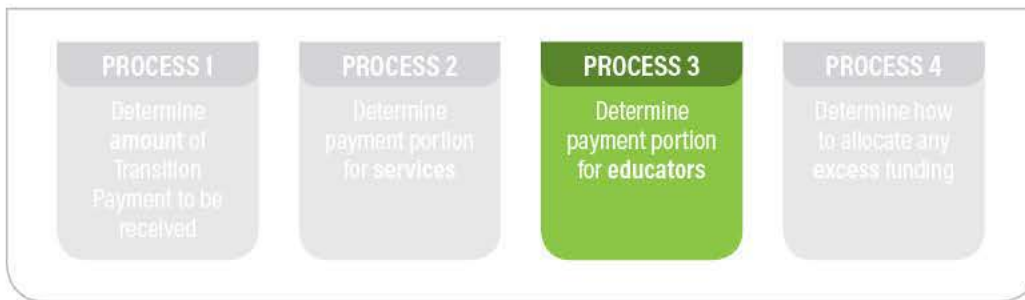 PROCESS 1
Determine
amount of
Transition
Payment to be
received
PROCESS 2
Determine
payment portion
for services
PROCESS 3
Determine
payment portion
for educators
PROCESS 4
Determine how
to allocate any
excess funding